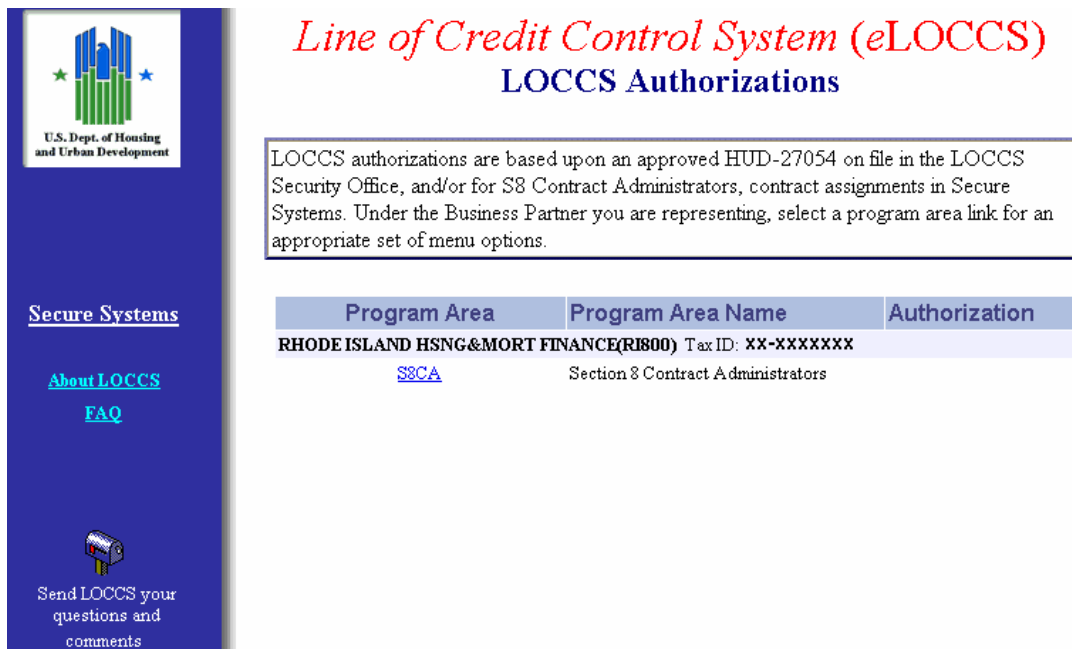 U.S. Dept. of Housing
and Urban Development
Secure Systems
About LOCCS
FAQ
Send LOCCS your
questions and
comments
Line of Credit Control System (eLOCCS)
LOCCS Authorizations
LOCCS authorizations are based upon an approved HUD-27054 on file in the LOCCS
Security Office, and/or for S8 Contract Administrators, contract assignments in Secure
Systems. Under the Business Partner you are representing, select a program area link for an
appropriate set of menu options.
Program Area Program Area Name Authorization
RHODE ISLAND HSNG&MORT FINANCE(RI800) Tax ID: XX-XXXXXXX
S8CA Section 8 Contract Administrators